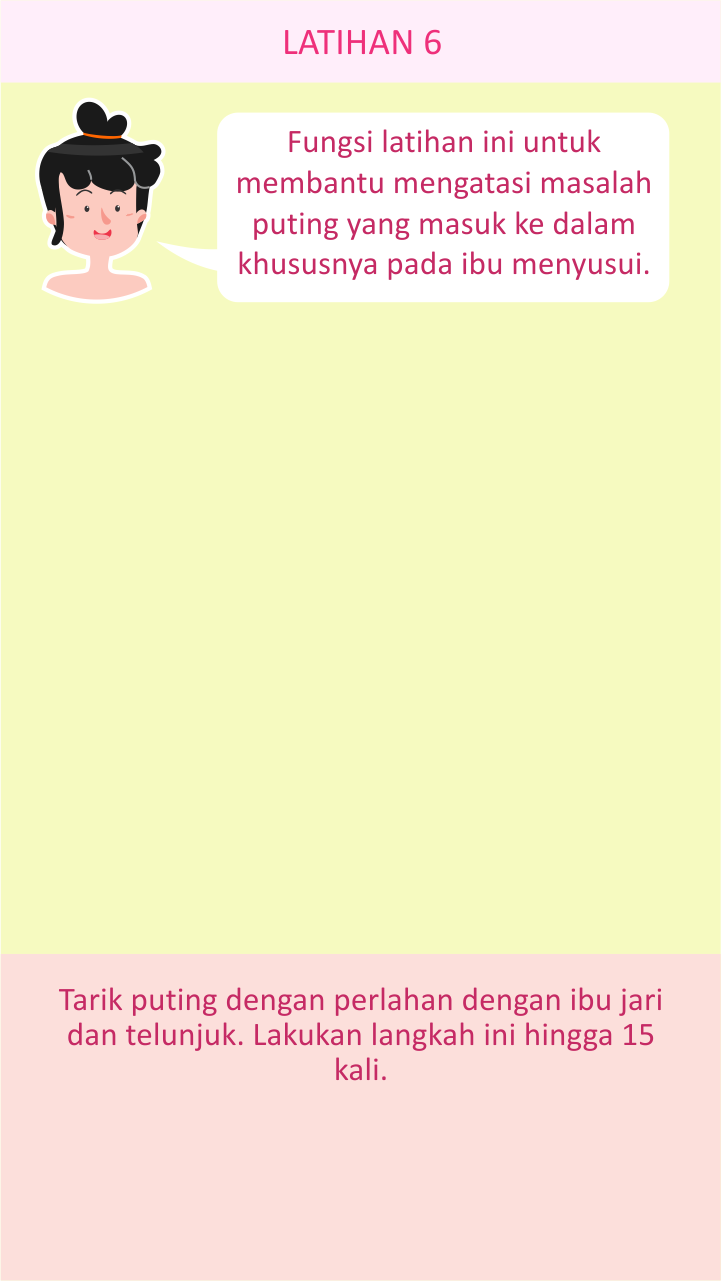 LATIHAN 6
Fungsi latihan ini untuk
membantu mengatasi masalah
puting yang masuk ke dalam
khususnya pada ibu menyusui.
Tarik puting dengan perlahan dengan ibu jari
dan telunjuk. Lakukan langkah ini hingga 15
kali.